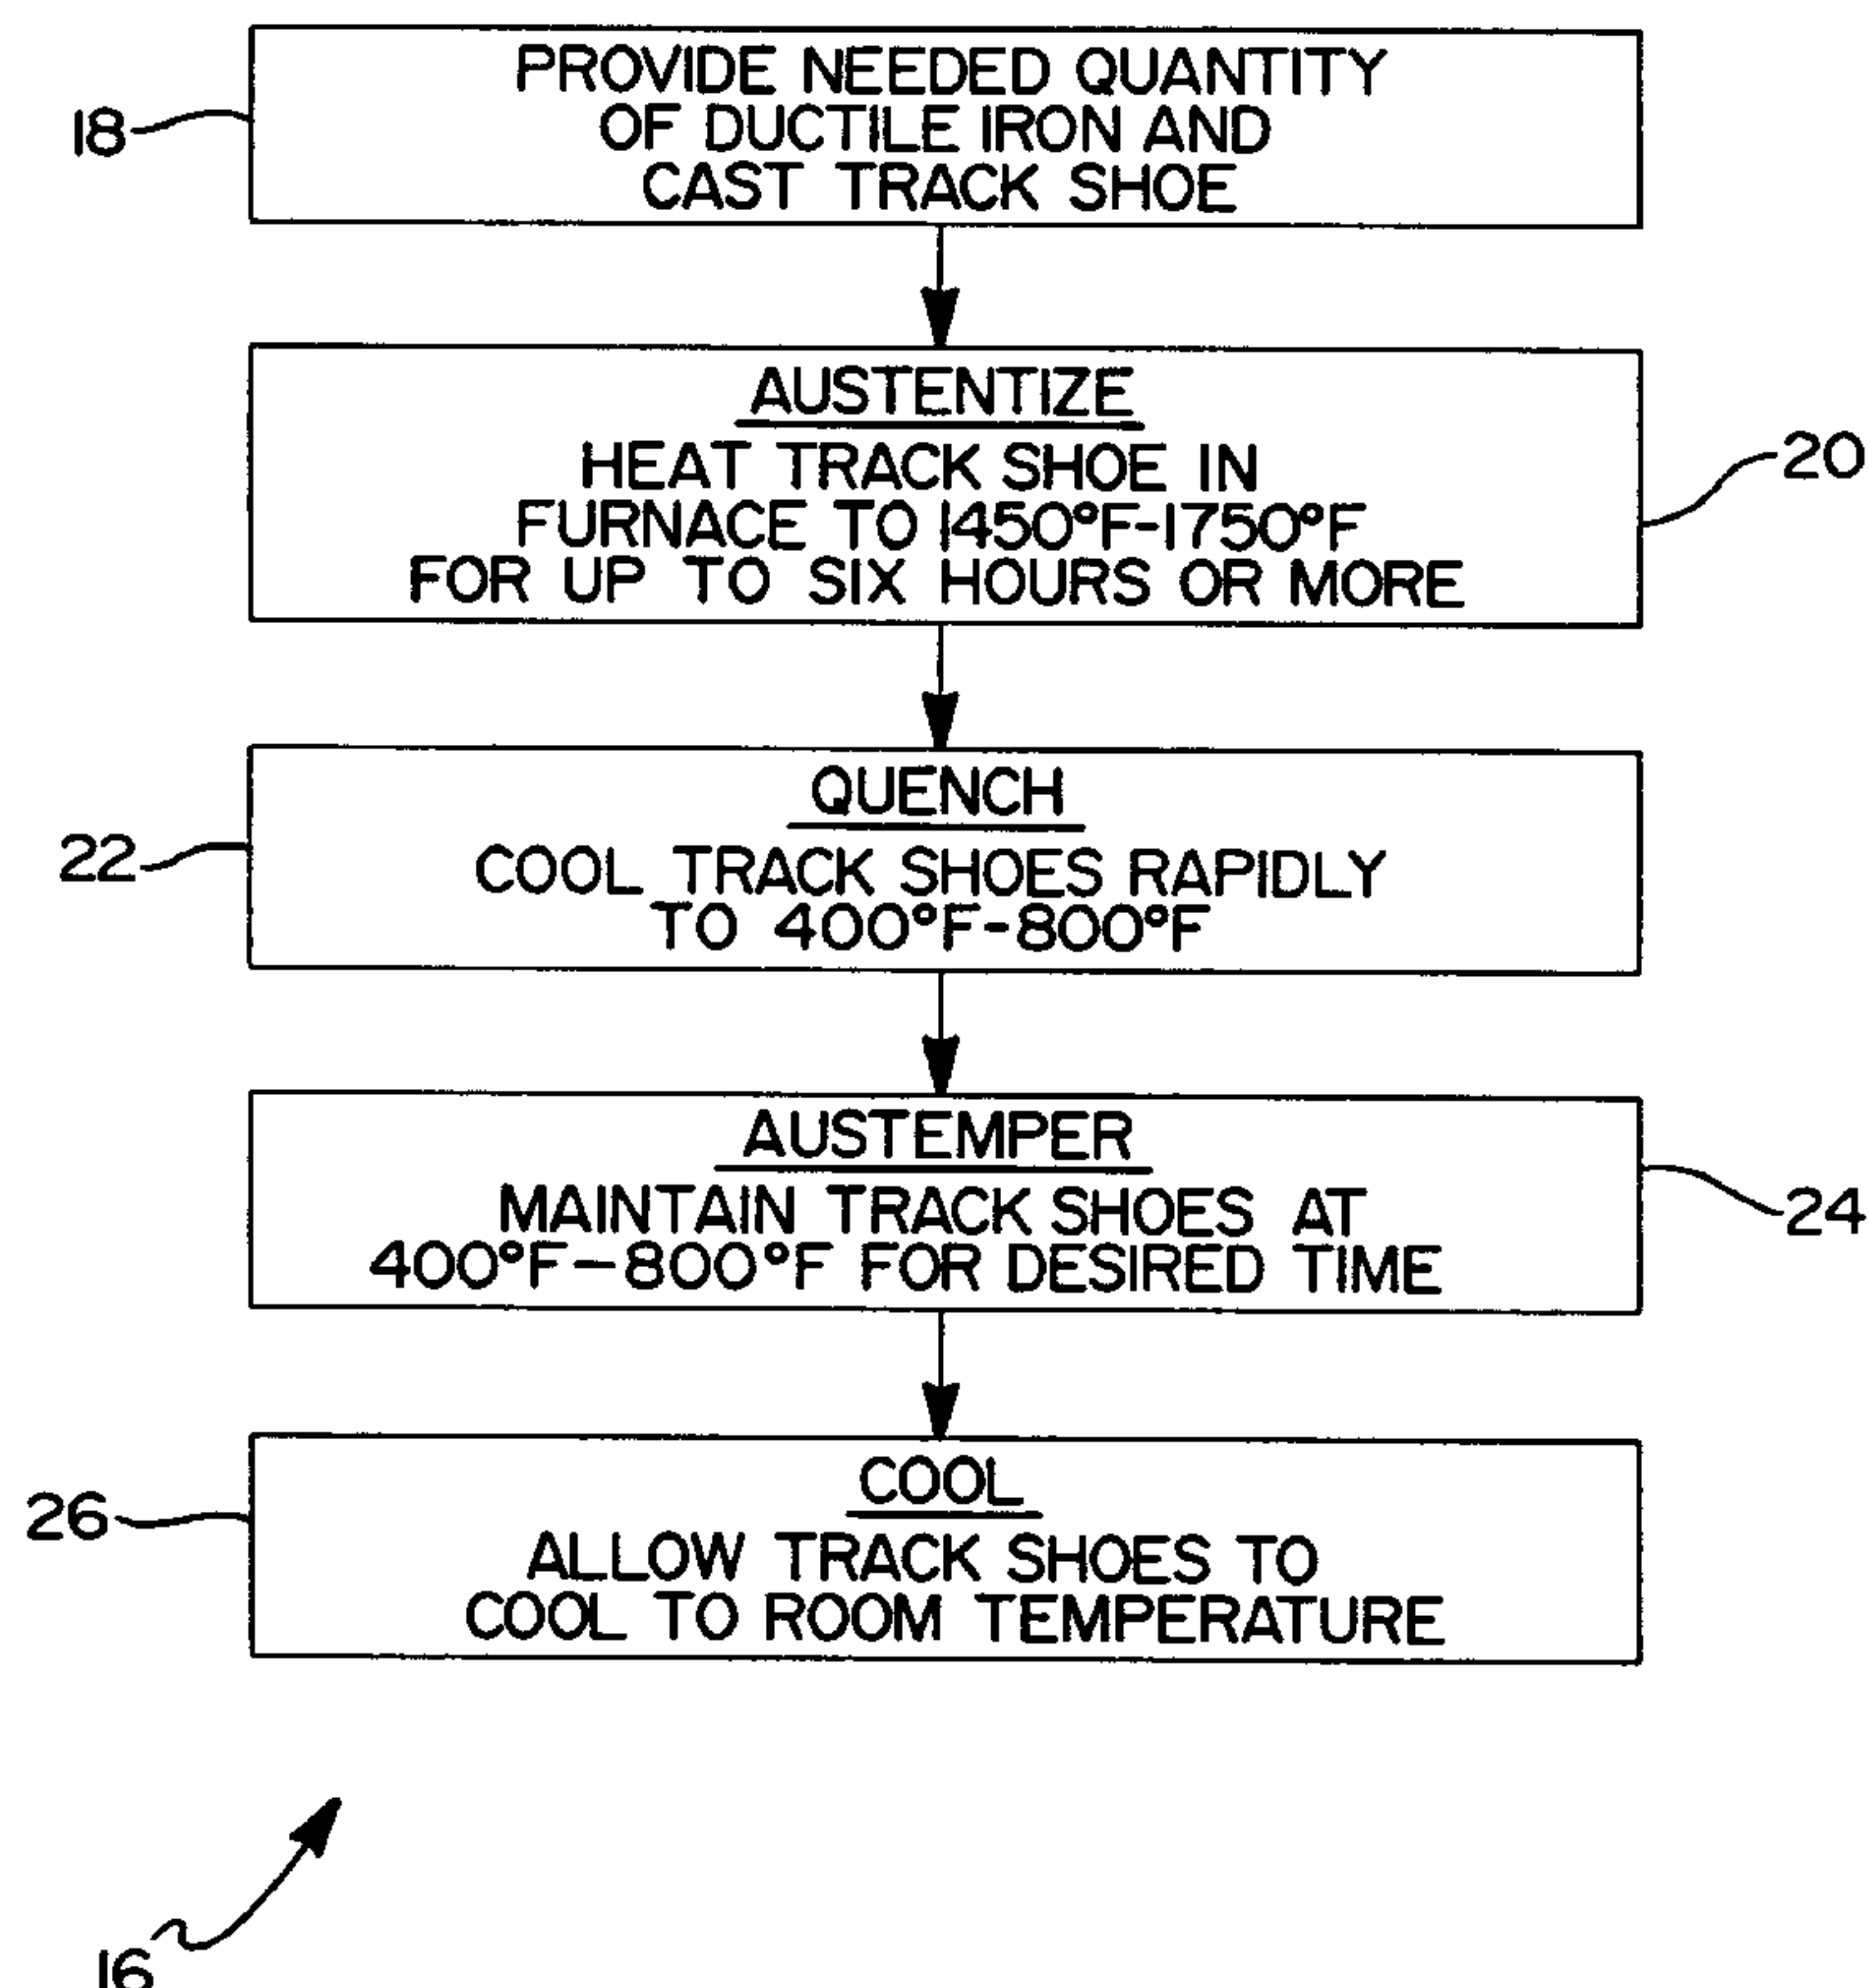 PROVIDE NEEDED QUANTITY
OF DUCTILE IRON AND
CAST TRACK SHOE
18
AUSTENTIZE
HEAT TRACK SHOE IN
FURNACE TO 1450°F-1750°F
FOR UP TO SIX HOURS OR MORE
20
QUENCH
COOL TRACK SHOES RAPIDLY
TO 400°F-800°F
22
AUSTEMPER
MAINTAIN TRACK SHOES AT
400°F-800°F FOR DESIRED TIME
24
COOL
ALLOW TRACK SHOES TO
COOL TO ROOM TEMPERATURE
26
16